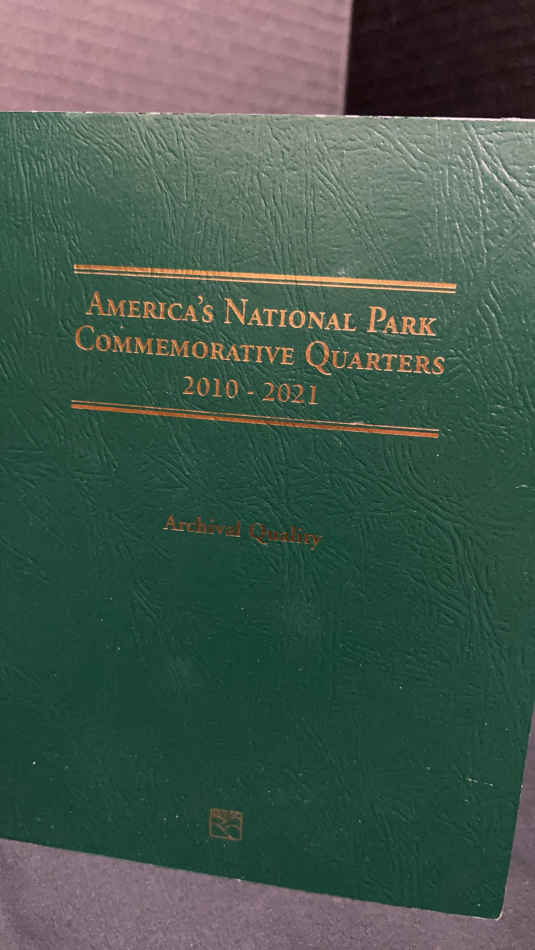 America's National Park
Commemorative Quarters
2010 - 2021
Archival Quality